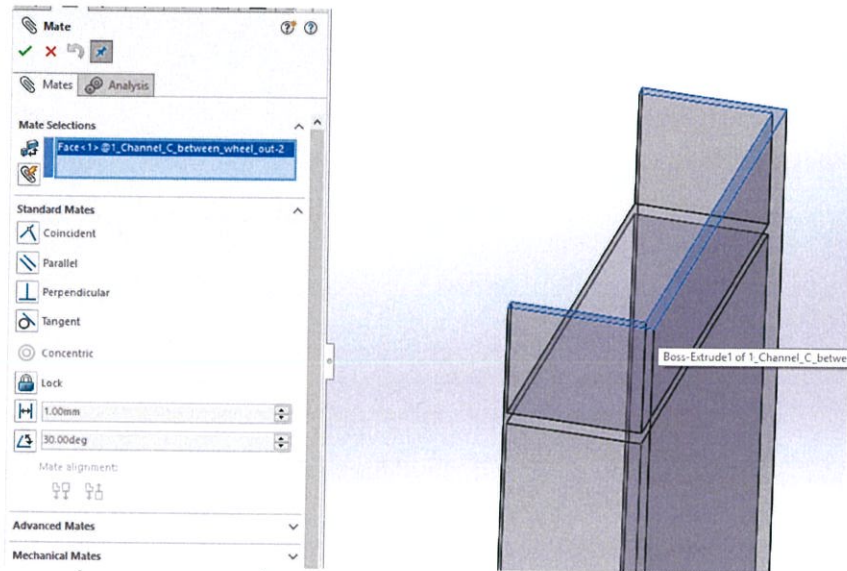 Mate
Mates
Analysis
Mate Selections
Face<1>@1_Channel_C_between_wheel_out-2
Standard Mates
Coincident
Parallel
Perpendicular
Tangent
Concentric
Lock
1.00mm
30.00deg
Mate alignment:
Advanced Mates
Mechanical Mates
Boss-Extrude1 of 1_Channel_C_betwe